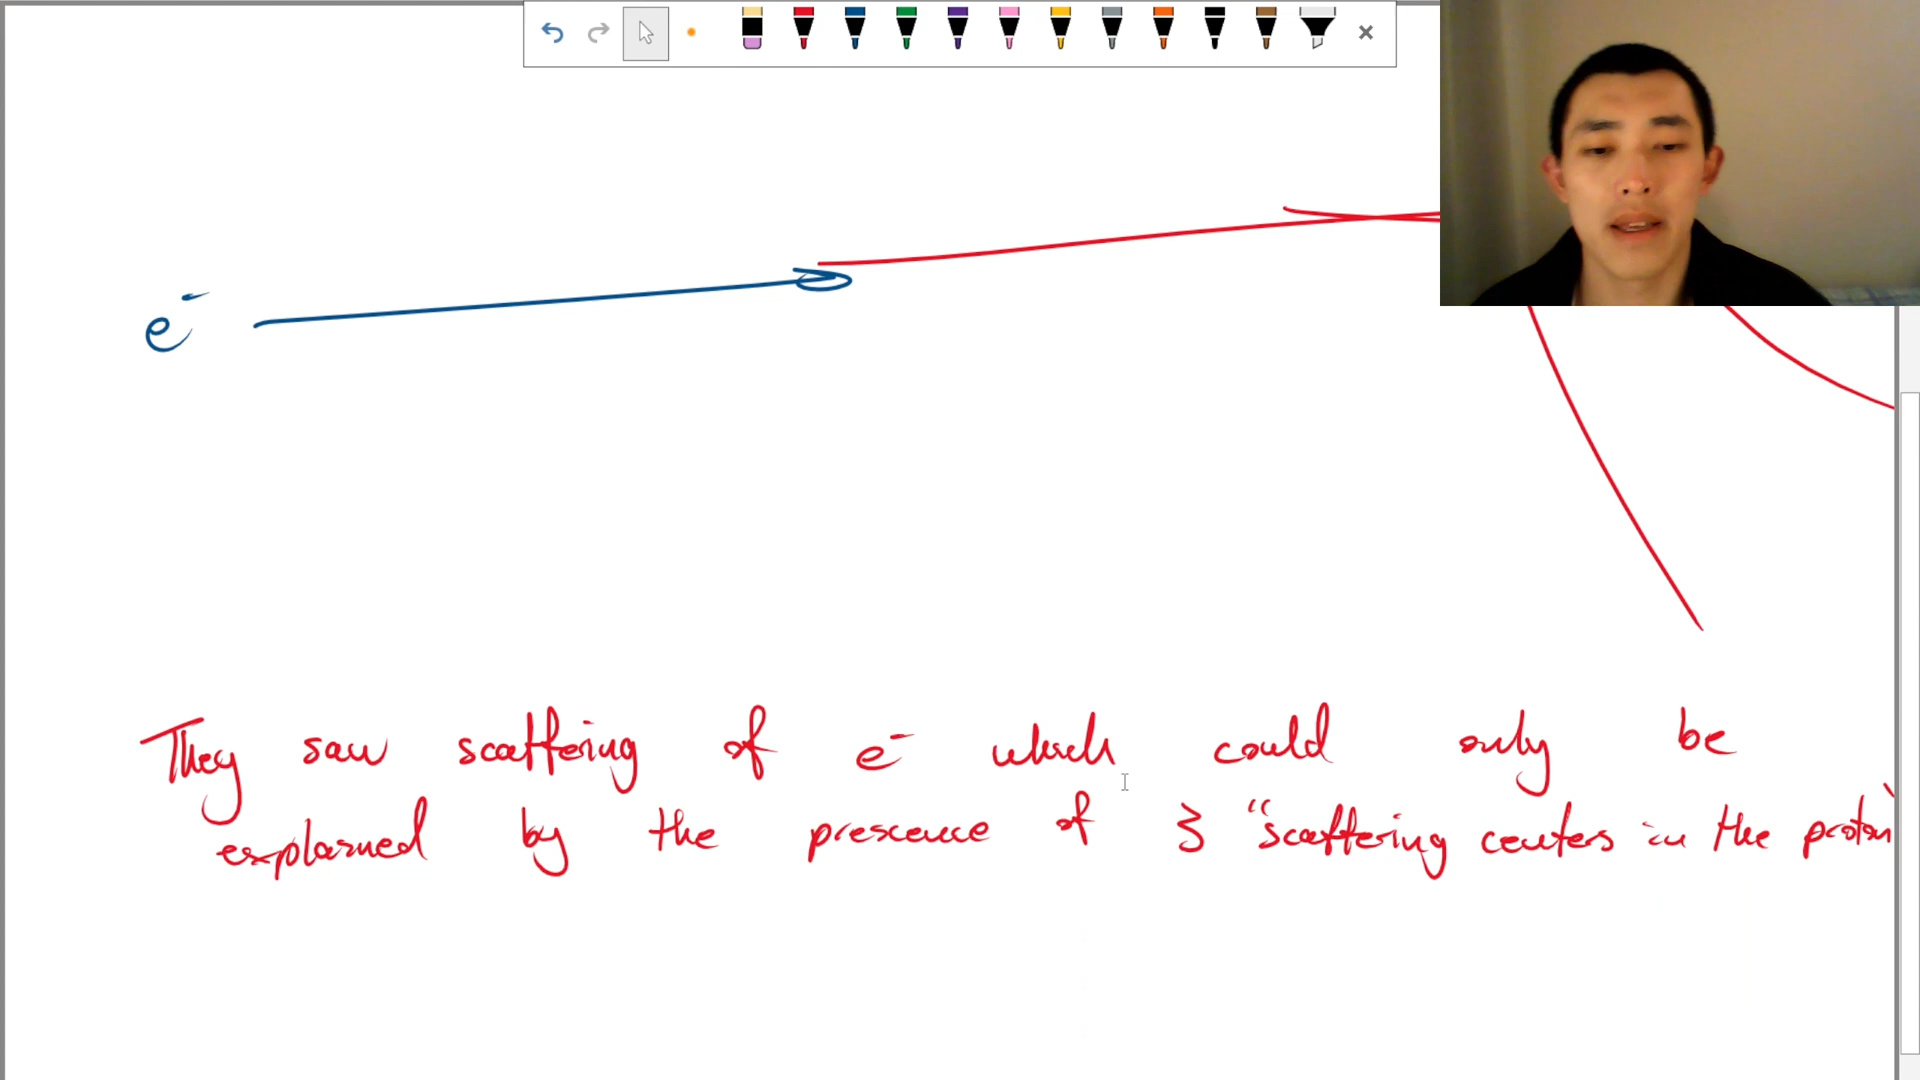 e⁻
They saw scattering of e⁻ which could only be
explained by the prescence of 3 "scattering centers in the proton"